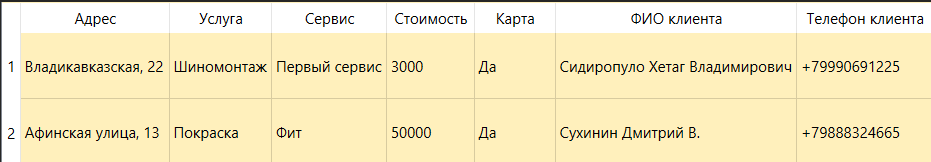 Адрес Услуга Сервис Стоимость Карта ФИО клиента Телефон клиента
1 Владикавказская, 22 Шиномонтаж Первый сервис 3000 Да Сидиропуло Хетаг Владимирович +79990691225
2 Афинская улица, 13 Покраска Фит 50000 Да Сухинин Дмитрий В. +79888324665